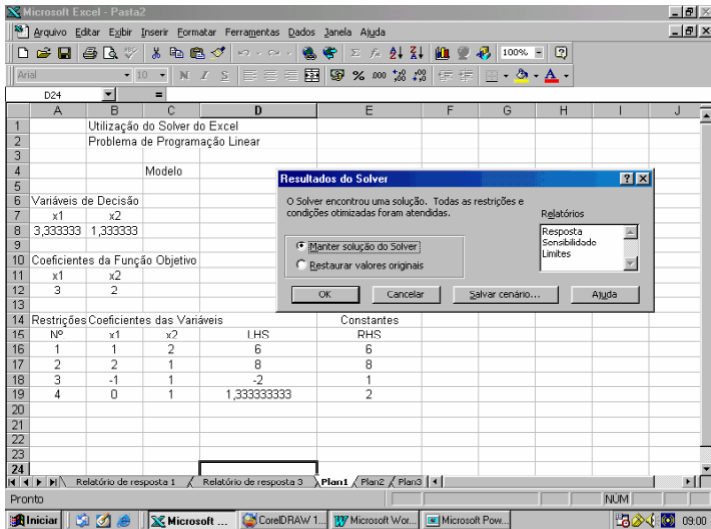 Microsoft Excel - Pasta2
Arquivo Editar Exibir Inserir Formatar Ferramentas Dados Janela Ajuda
100%
Arial 10 N I S % 000
D24 =
A B C D E F G H I J
1 Utilização do Solver do Excel
2 Problema de Programação Linear
3
4 Modelo
5
6 Variáveis de Decisão
7 x1 x2
8 3,333333 1,333333
9
10 Coeficientes da Função Objetivo
11 x1 x2
12 3 2
13
14 Restrições Coeficientes das Variáveis Constantes
15 Nº x1 x2 LHS RHS
16 1 1 2 6 6
17 2 2 1 8 8
18 3 -1 1 -2 1
19 4 0 1 1,333333333 2
20
21
22
23
24
Resultados do Solver
O Solver encontrou uma solução. Todas as restrições e
condições otimizadas foram atendidas.
Relatórios
Resposta
Sensibilidade
Limites
Manter solução do Solver
Restaurar valores originais
OK Cancelar Salvar cenário... Ajuda
Relatório de resposta 1 Relatório de resposta 3 Plan1 Plan2 Plan3
Pronto NÚM
Iniciar Microsoft ... CorelDRAW 1... Microsoft Wor... Microsoft Pow... 09:00